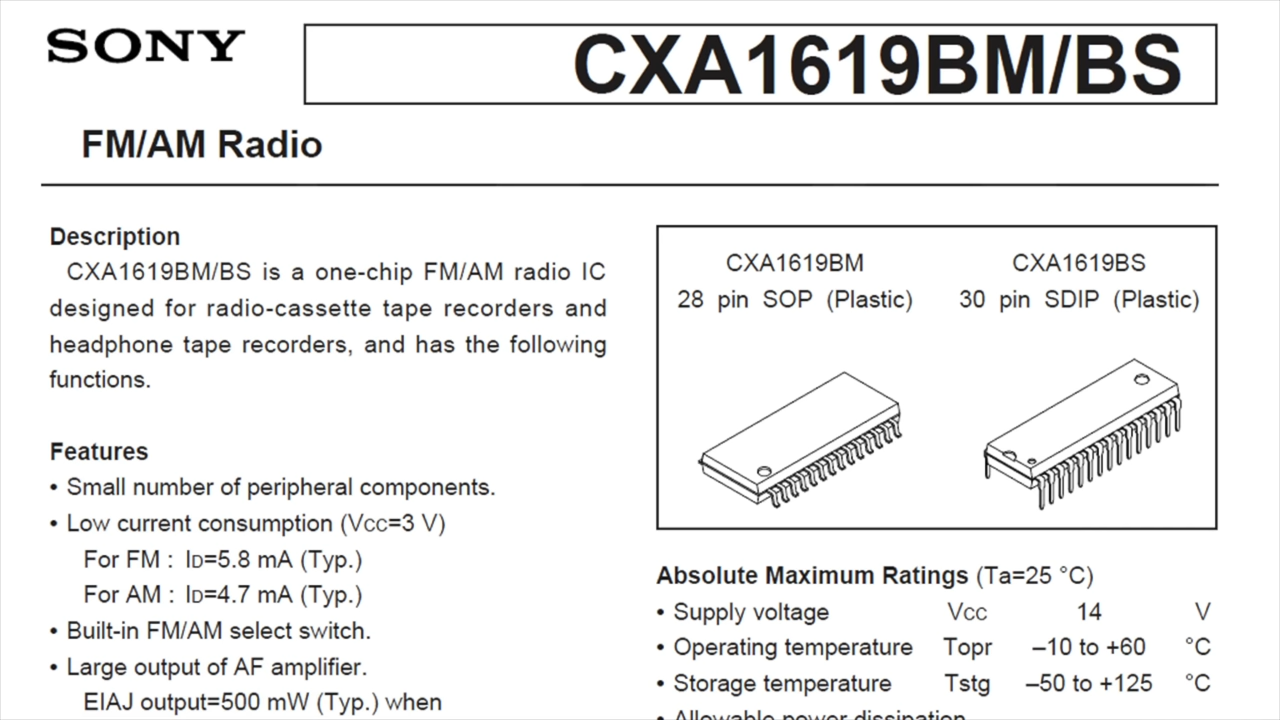 SONY
CXA1619BM/BS
FM/AM Radio
Description
CXA1619BM/BS is a one-chip FM/AM radio IC
designed for radio-cassette tape recorders and
headphone tape recorders, and has the following
functions.
Features
• Small number of peripheral components.
• Low current consumption (VCC=3 V)
For FM : ID=5.8 mA (Typ.)
For AM : ID=4.7 mA (Typ.)
• Built-in FM/AM select switch.
• Large output of AF amplifier.
EIAJ output=500 mW (Typ.) when
CXA1619BM
28 pin SOP (Plastic)
CXA1619BS
30 pin SDIP (Plastic)
Absolute Maximum Ratings (Ta=25 °C)
• Supply voltage VCC 14 V
• Operating temperature Topr –10 to +60 °C
• Storage temperature Tstg –50 to +125 °C
• Allowable power dissipation